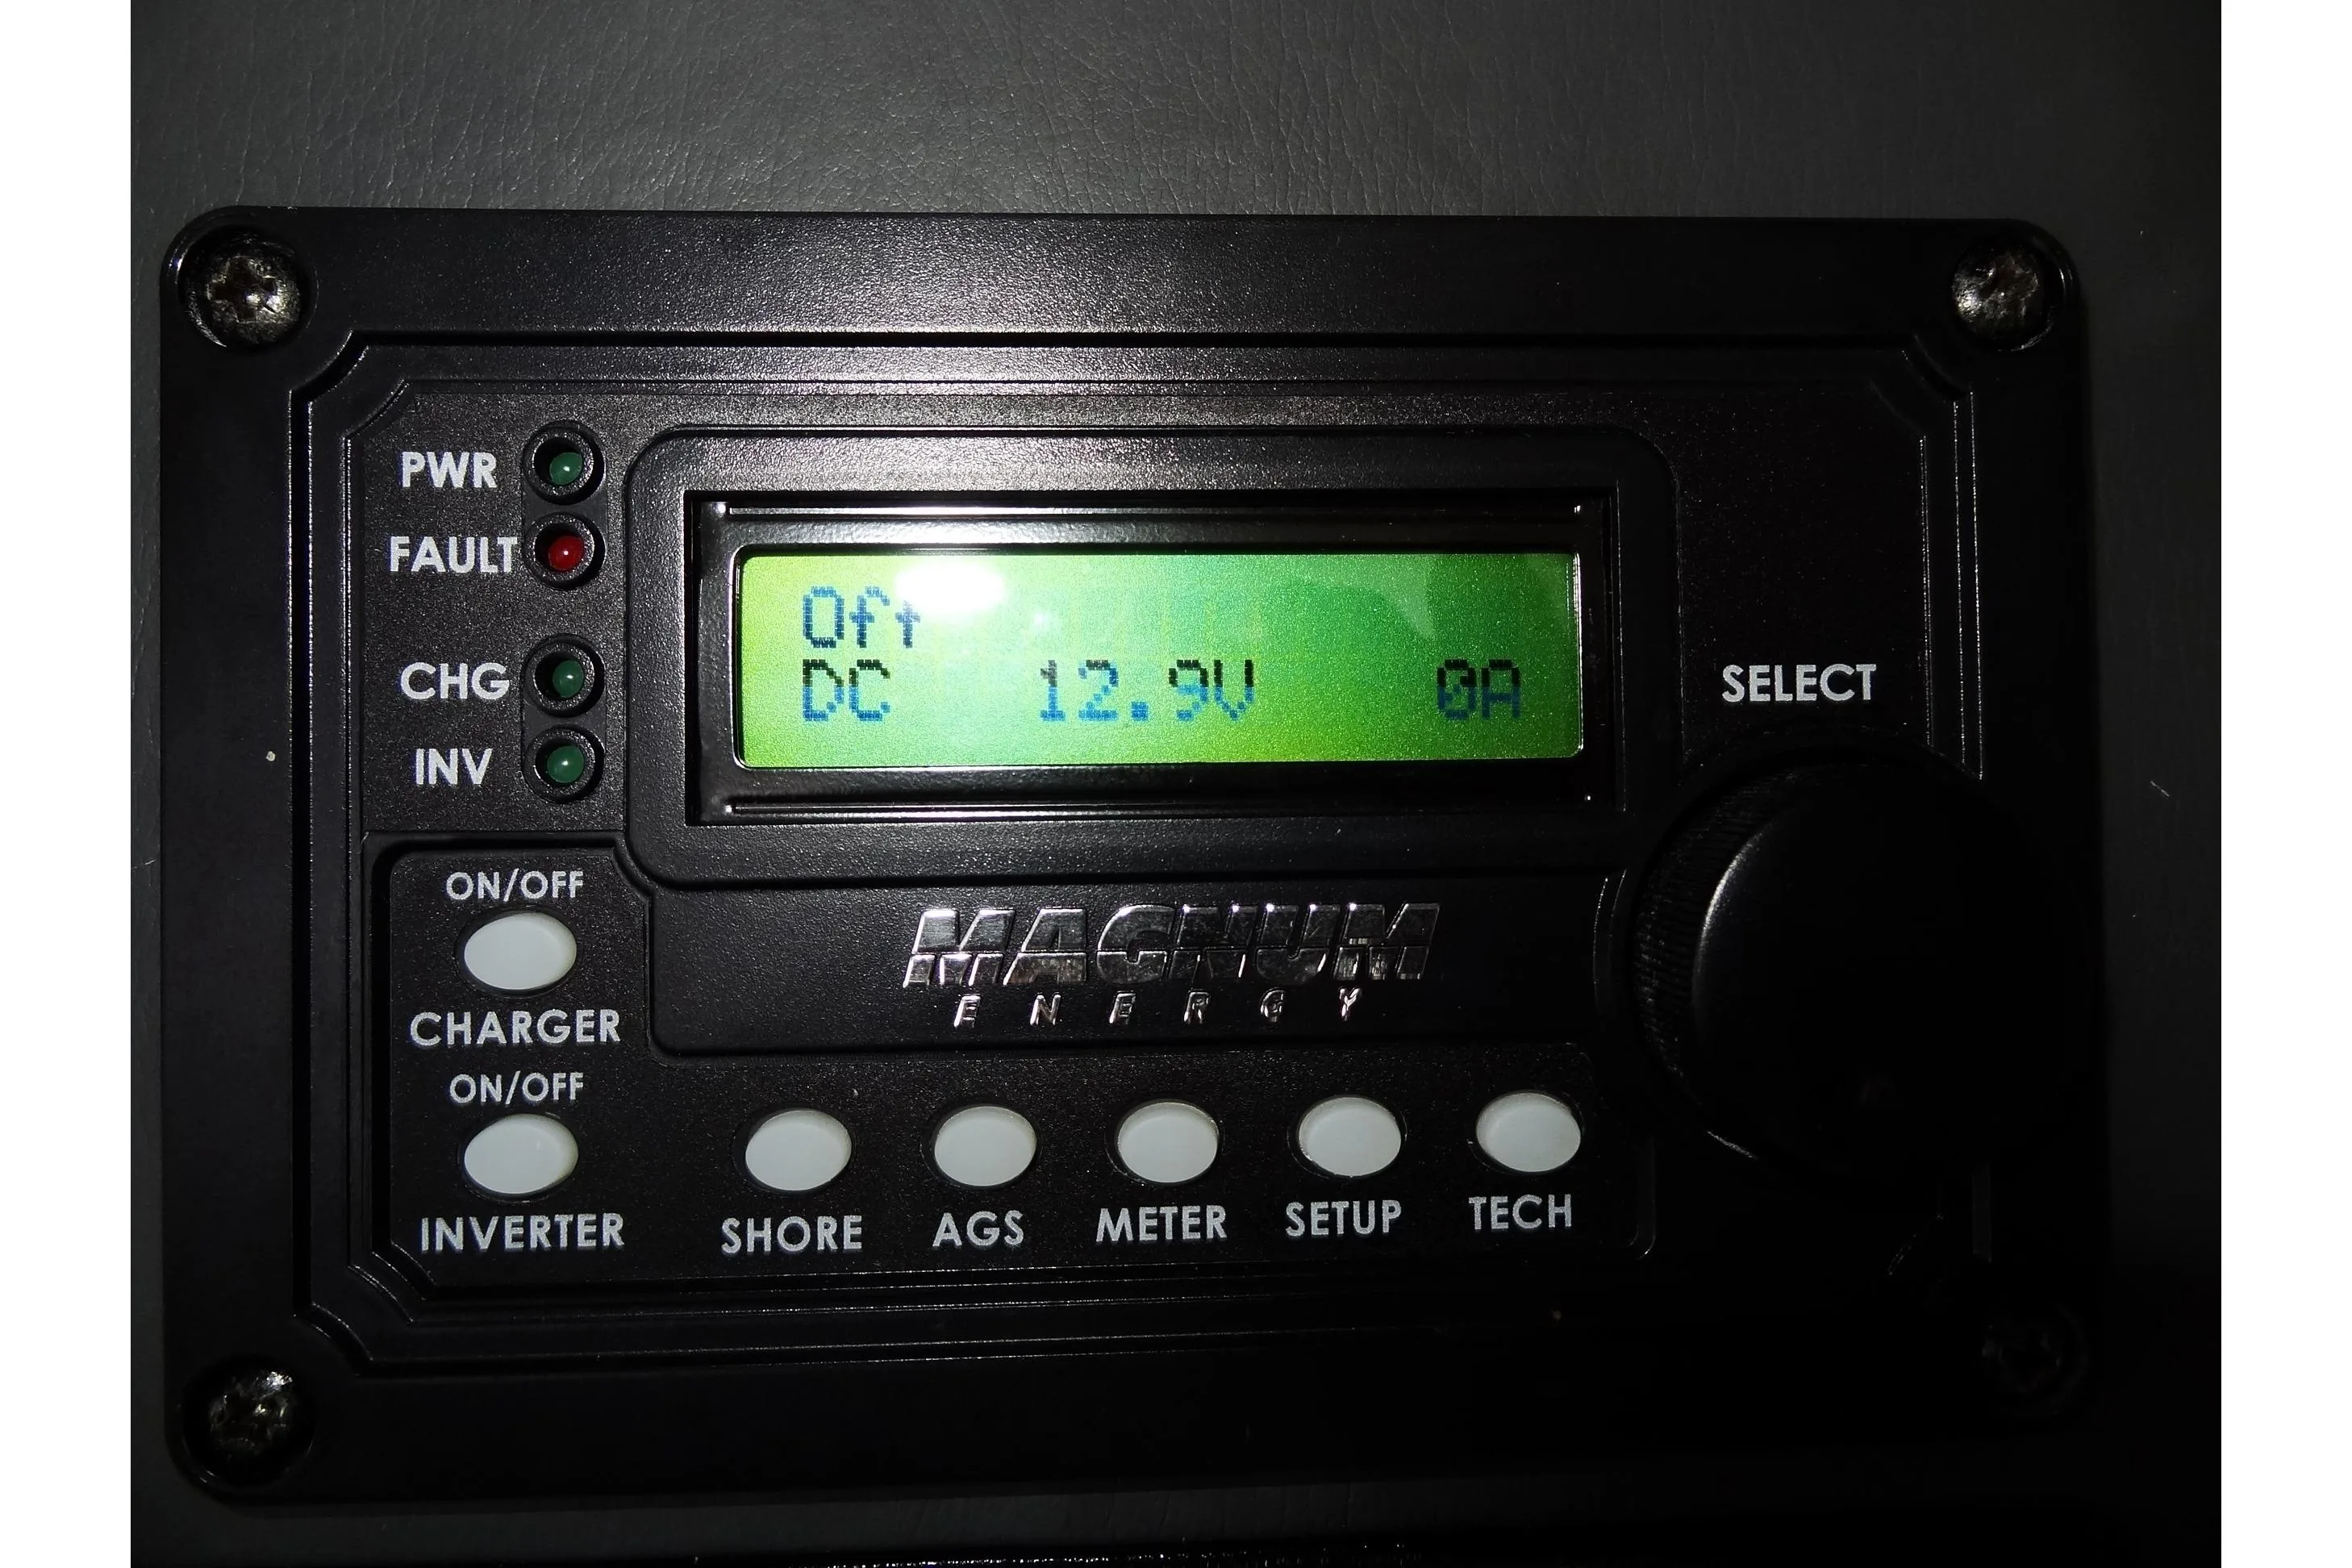 PWR
FAULT
CHG
INV
Off
DC 12.9V 0A
SELECT
ON/OFF
CHARGER
ON/OFF
INVERTER
MAGNUM
ENERGY
SHORE AGS METER SETUP TECH